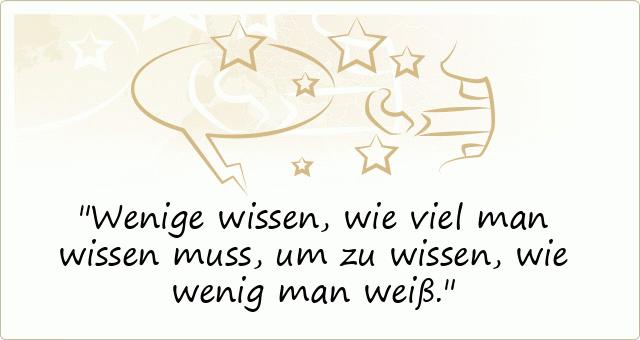 "Wenige wissen, wie viel man
wissen muss, um zu wissen, wie
wenig man weiß."